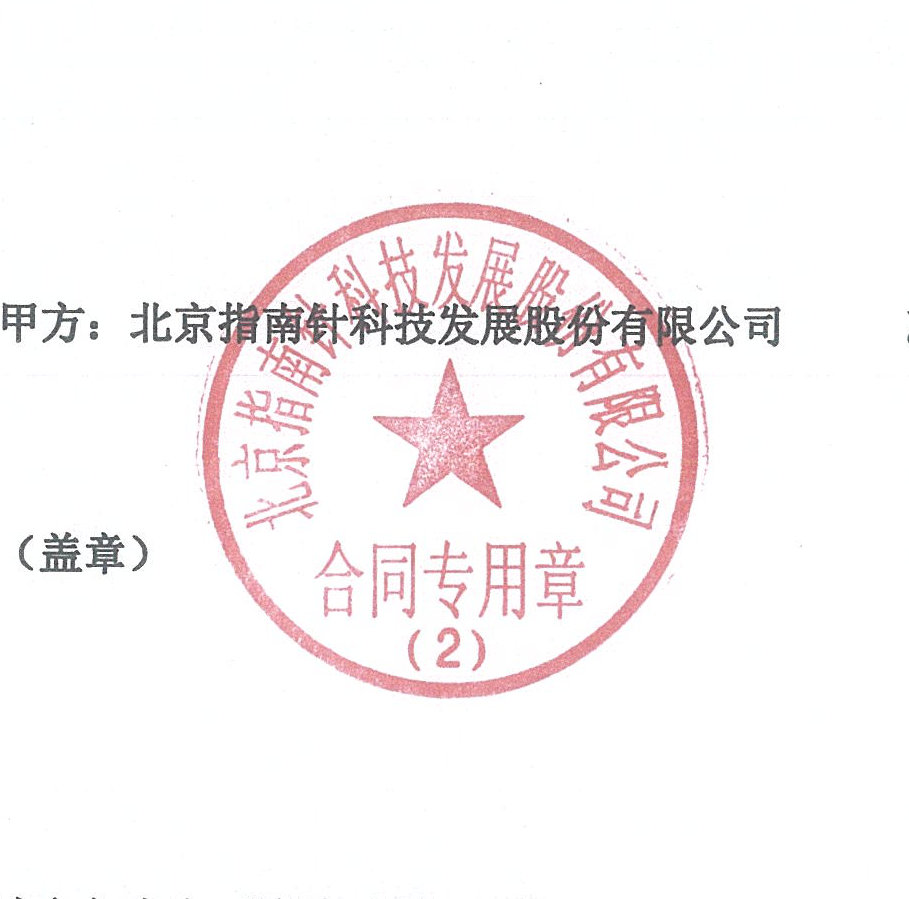 甲方：北京指南针科技发展股份有限公司
北京指南针科技发展股份有限公司
合同专用章
（2）
（盖章）